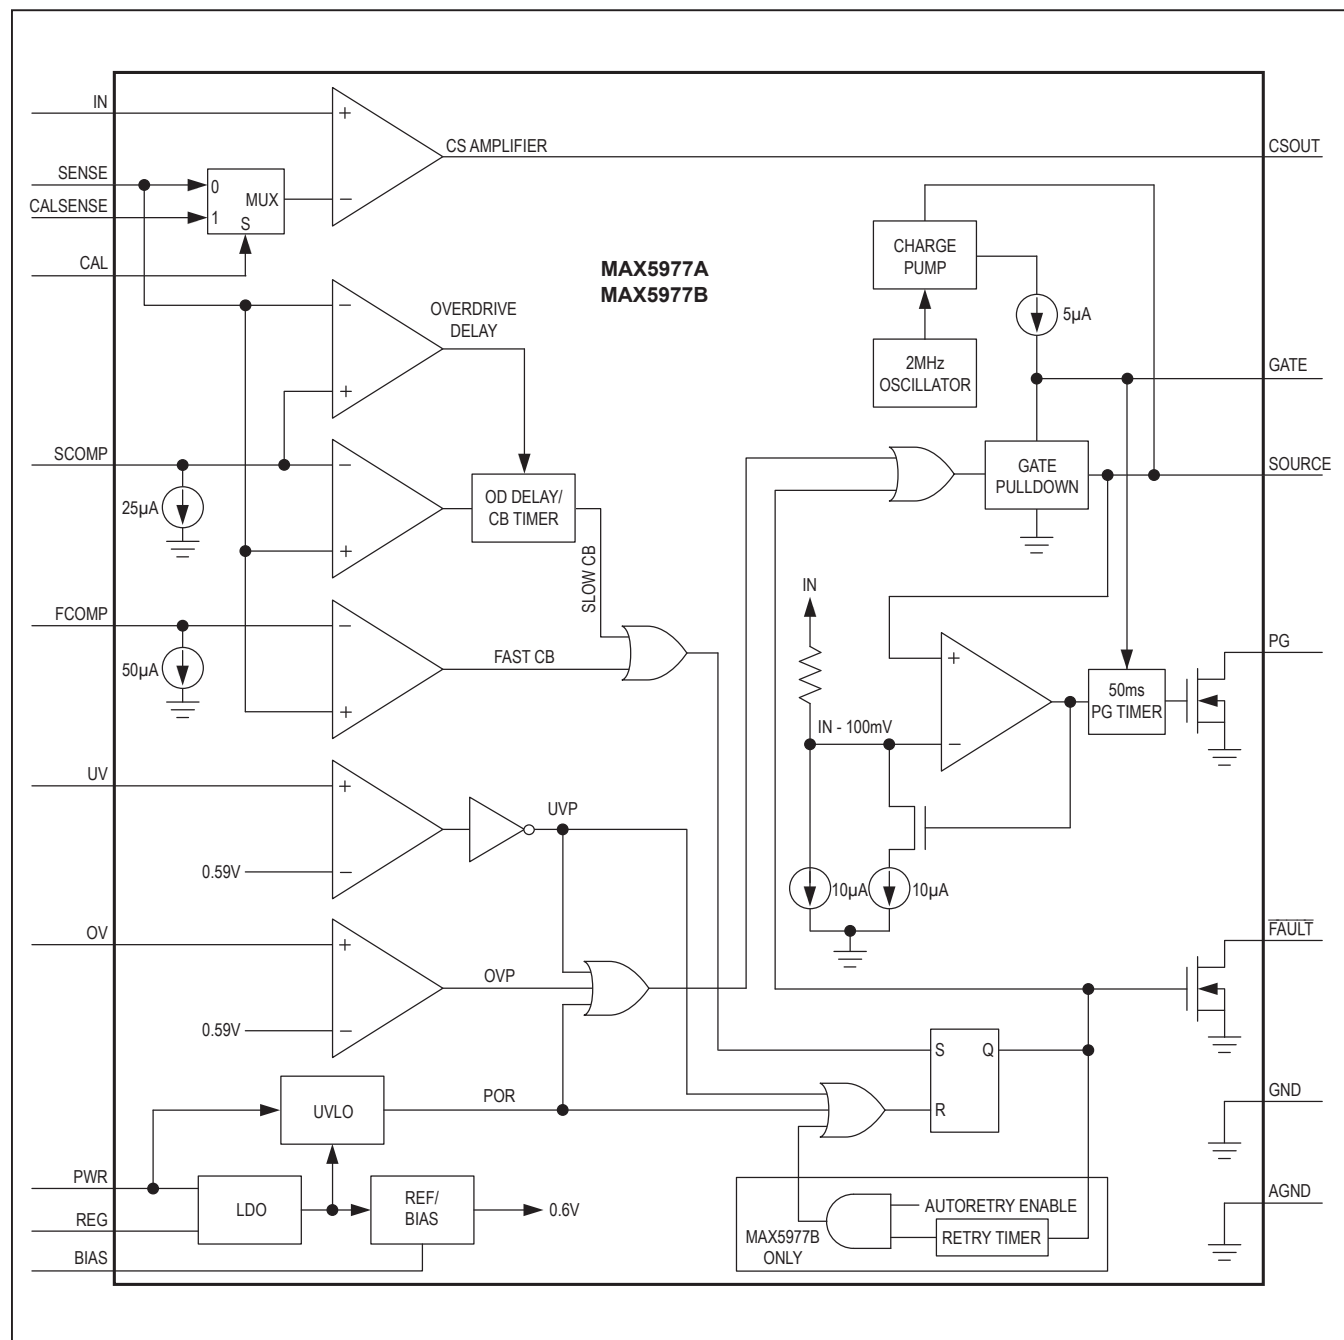 IN
CS AMPLIFIER
CSOUT
+
−
SENSE
0
MUX
CALSENSE
1
S
CAL
CHARGE
PUMP
MAX5977A
MAX5977B
5µA
2MHz
OSCILLATOR
GATE
OVERDRIVE
DELAY
−
+
SCOMP
−
+
25µA
OD DELAY/
CB TIMER
SLOW CB
GATE
PULLDOWN
SOURCE
FCOMP
−
+
50µA
FAST CB
IN
IN - 100mV
+
−
50ms
PG TIMER
PG
10µA
10µA
UV
+
−
0.59V
UVP
OV
+
−
0.59V
OVP
FAULT
S
Q
R
UVLO
POR
GND
PWR
REG
LDO
REF/
BIAS
0.6V
BIAS
AUTORETRY ENABLE
RETRY TIMER
MAX5977B
ONLY
AGND